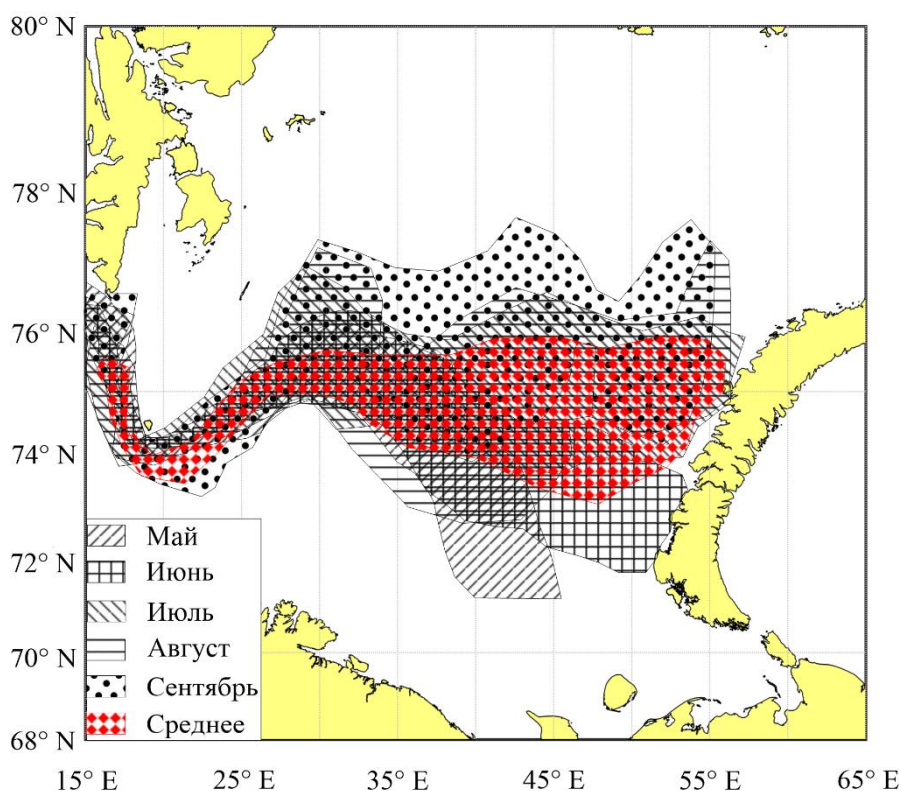 80° N
78° N
76° N
74° N
72° N
70° N
68° N
Май
Июнь
Июль
Август
Сентябрь
Среднее
15° E 25° E 35° E 45° E 55° E 65° E